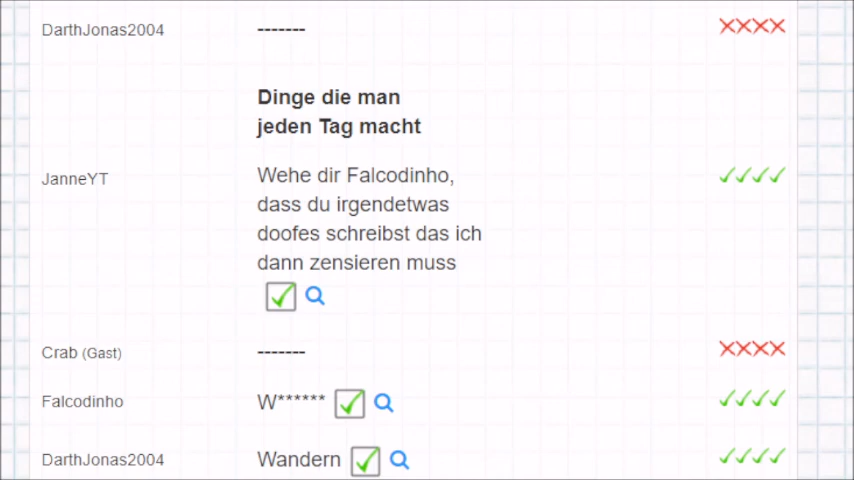 DarthJonas2004 -------
Dinge die man
jeden Tag macht
JanneYT
Wehe dir Falcodinho,
dass du irgendetwas
doofes schreibst das ich
dann zensieren muss
Crab (Gast) -------
Falcodinho W******
DarthJonas2004 Wandern